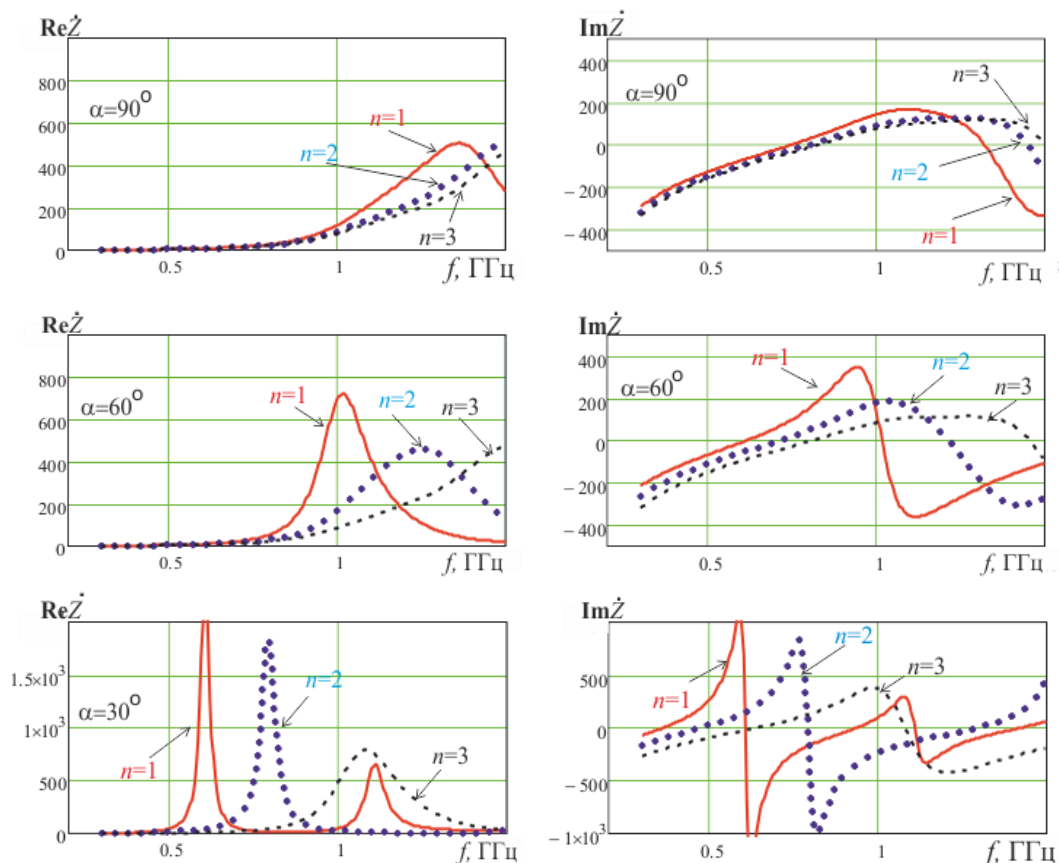 ReŻ
800
600
400
200
0
α=90°
n=1
n=2
n=3
0.5
1
f, ГГц
ImŻ
400
200
0
−200
−400
α=90°
n=3
n=2
n=1
0.5
1
f, ГГц
ReŻ
800
600
400
200
0
α=60°
n=1
n=2
n=3
0.5
1
f, ГГц
ImŻ
400
200
0
−200
−400
α=60°
n=1
n=2
n=3
0.5
1
f, ГГц
ReŻ
1.5×10³
1×10³
500
0
α=30°
n=1
n=2
n=3
0.5
1
f, ГГц
ImŻ
500
0
−500
−1×10³
n=1
n=2
n=3
0.5
1
f, ГГц